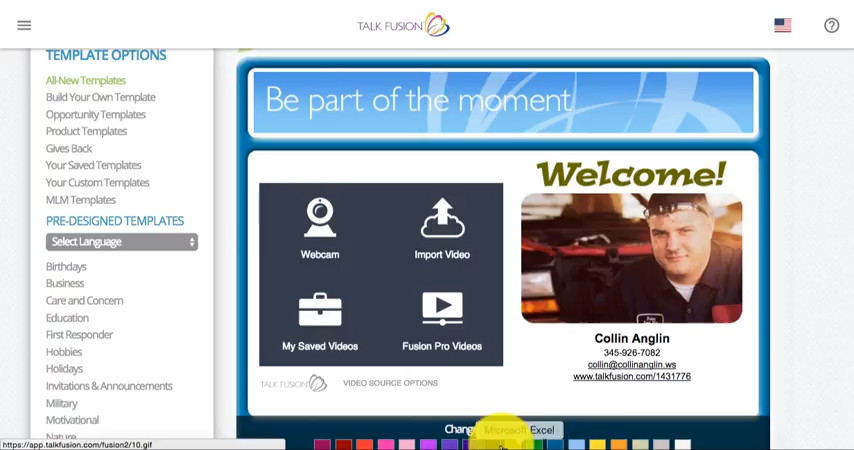 TALK FUSION
TEMPLATE OPTIONS
All-New Templates
Build Your Own Template
Opportunity Templates
Product Templates
Gives Back
Your Saved Templates
Your Custom Templates
MLM Templates
PRE-DESIGNED TEMPLATES
Select Language
Birthdays
Business
Care and Concern
Education
First Responder
Hobbies
Holidays
Invitations & Announcements
Military
Motivational
Nature
https://app.talkfusion.com/fusion2/10.gif
Be part of the moment
Welcome!
Webcam
Import Video
My Saved Videos
Fusion Pro Videos
TALK FUSION
VIDEO SOURCE OPTIONS
Collin Anglin
345-926-7082
collin@collinanglin.ws
www.talkfusion.com/1431776
Microsoft Excel